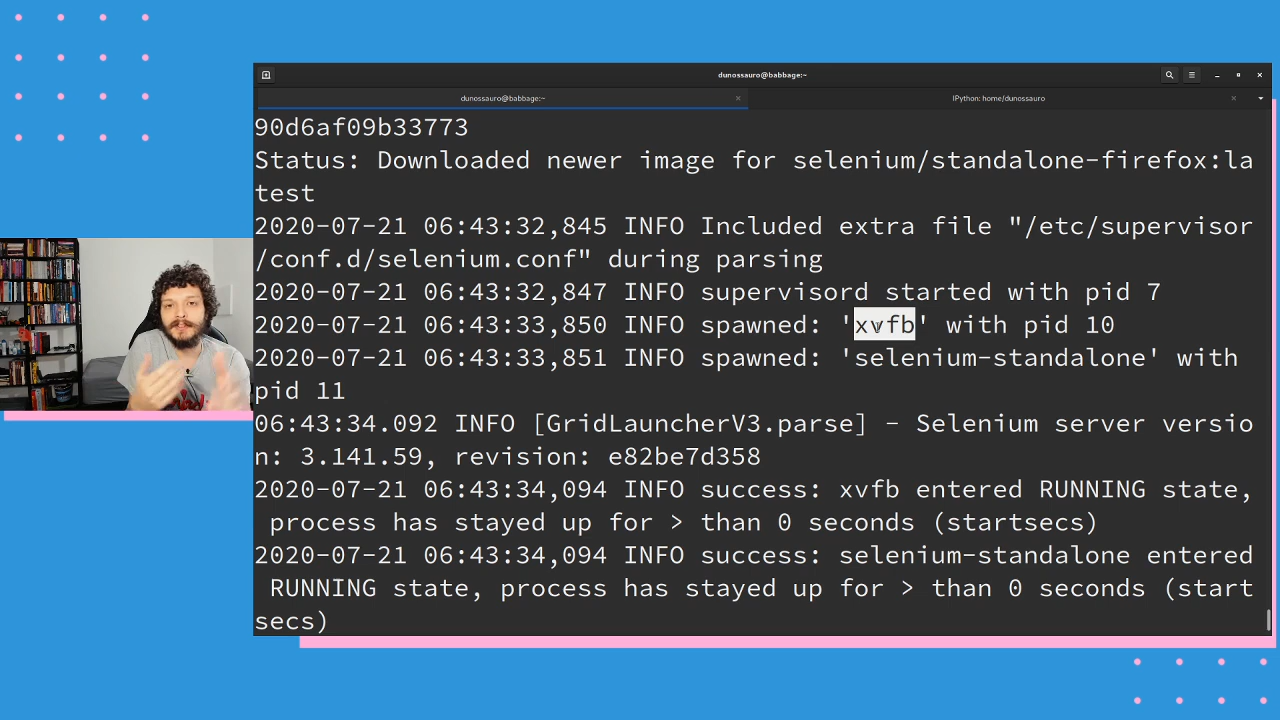 dunossauro@babbage:~
dunossauro@babbage:~
IPython: home/dunossauro
90d6af09b33773
Status: Downloaded newer image for selenium/standalone-firefox:la
test
2020-07-21 06:43:32,845 INFO Included extra file "/etc/supervisor
/conf.d/selenium.conf" during parsing
2020-07-21 06:43:32,847 INFO supervisord started with pid 7
2020-07-21 06:43:33,850 INFO spawned: 'xvfb' with pid 10
2020-07-21 06:43:33,851 INFO spawned: 'selenium-standalone' with
pid 11
06:43:34.092 INFO [GridLauncherV3.parse] - Selenium server versio
n: 3.141.59, revision: e82be7d358
2020-07-21 06:43:34,094 INFO success: xvfb entered RUNNING state,
process has stayed up for > than 0 seconds (startsecs)
2020-07-21 06:43:34,094 INFO success: selenium-standalone entered
RUNNING state, process has stayed up for > than 0 seconds (start
secs)